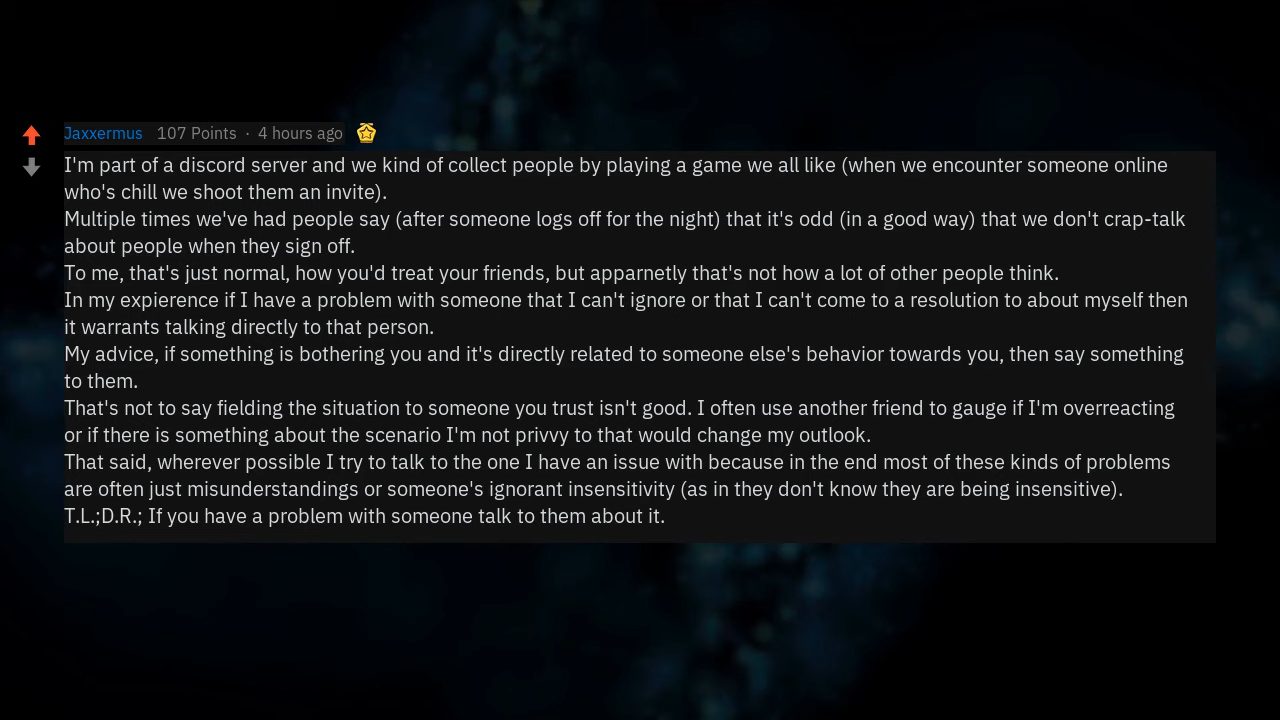 Jaxxermus 107 Points · 4 hours ago
I'm part of a discord server and we kind of collect people by playing a game we all like (when we encounter someone online
who's chill we shoot them an invite).
Multiple times we've had people say (after someone logs off for the night) that it's odd (in a good way) that we don't crap-talk
about people when they sign off.
To me, that's just normal, how you'd treat your friends, but apparnetly that's not how a lot of other people think.
In my expierence if I have a problem with someone that I can't ignore or that I can't come to a resolution to about myself then
it warrants talking directly to that person.
My advice, if something is bothering you and it's directly related to someone else's behavior towards you, then say something
to them.
That's not to say fielding the situation to someone you trust isn't good. I often use another friend to gauge if I'm overreacting
or if there is something about the scenario I'm not privvy to that would change my outlook.
That said, wherever possible I try to talk to the one I have an issue with because in the end most of these kinds of problems
are often just misunderstandings or someone's ignorant insensitivity (as in they don't know they are being insensitive).
T.L.;D.R.; If you have a problem with someone talk to them about it.